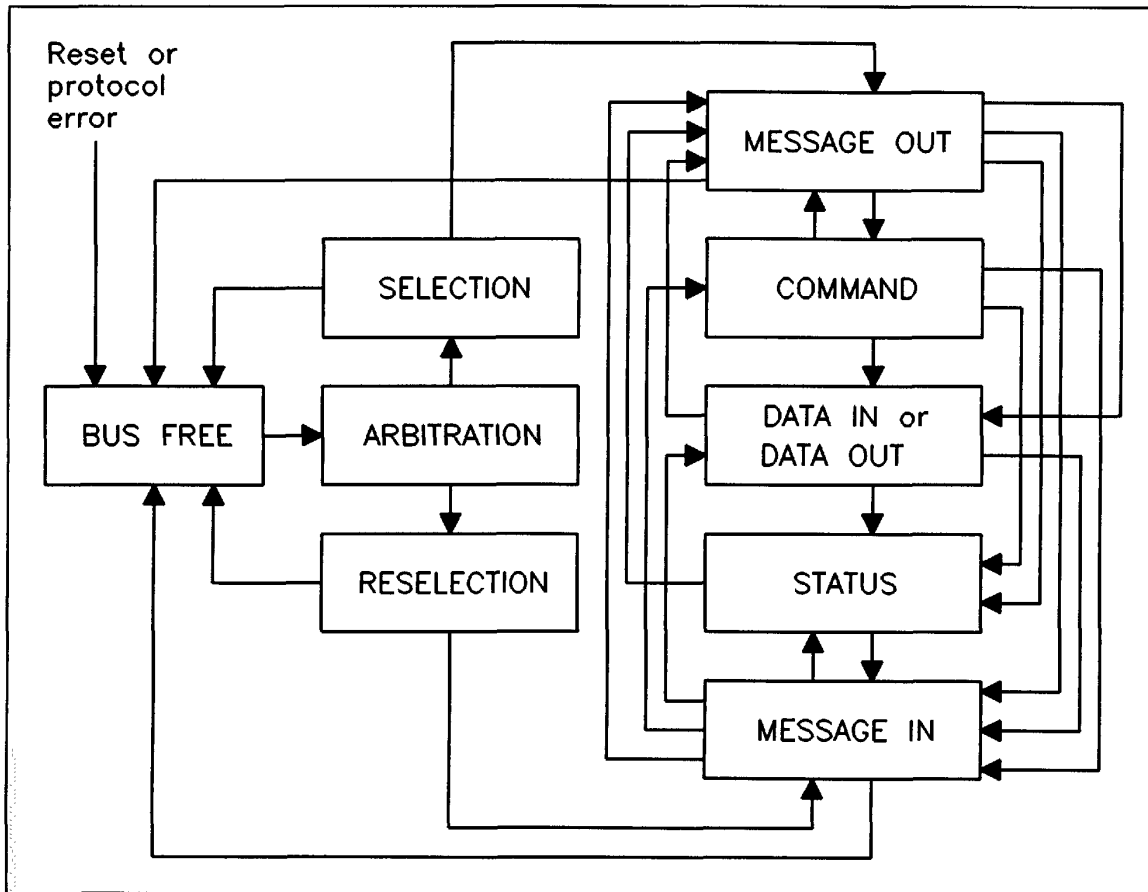 Reset or
protocol
error
MESSAGE OUT
SELECTION
COMMAND
BUS FREE
ARBITRATION
DATA IN or
DATA OUT
RESELECTION
STATUS
MESSAGE IN